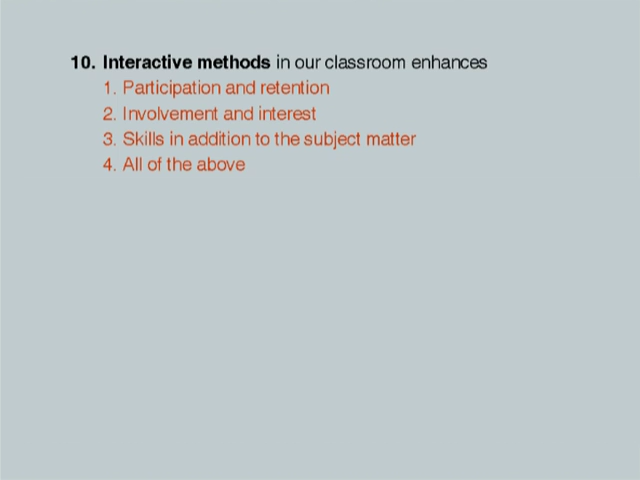 10. Interactive methods in our classroom enhances
1. Participation and retention
2. Involvement and interest
3. Skills in addition to the subject matter
4. All of the above